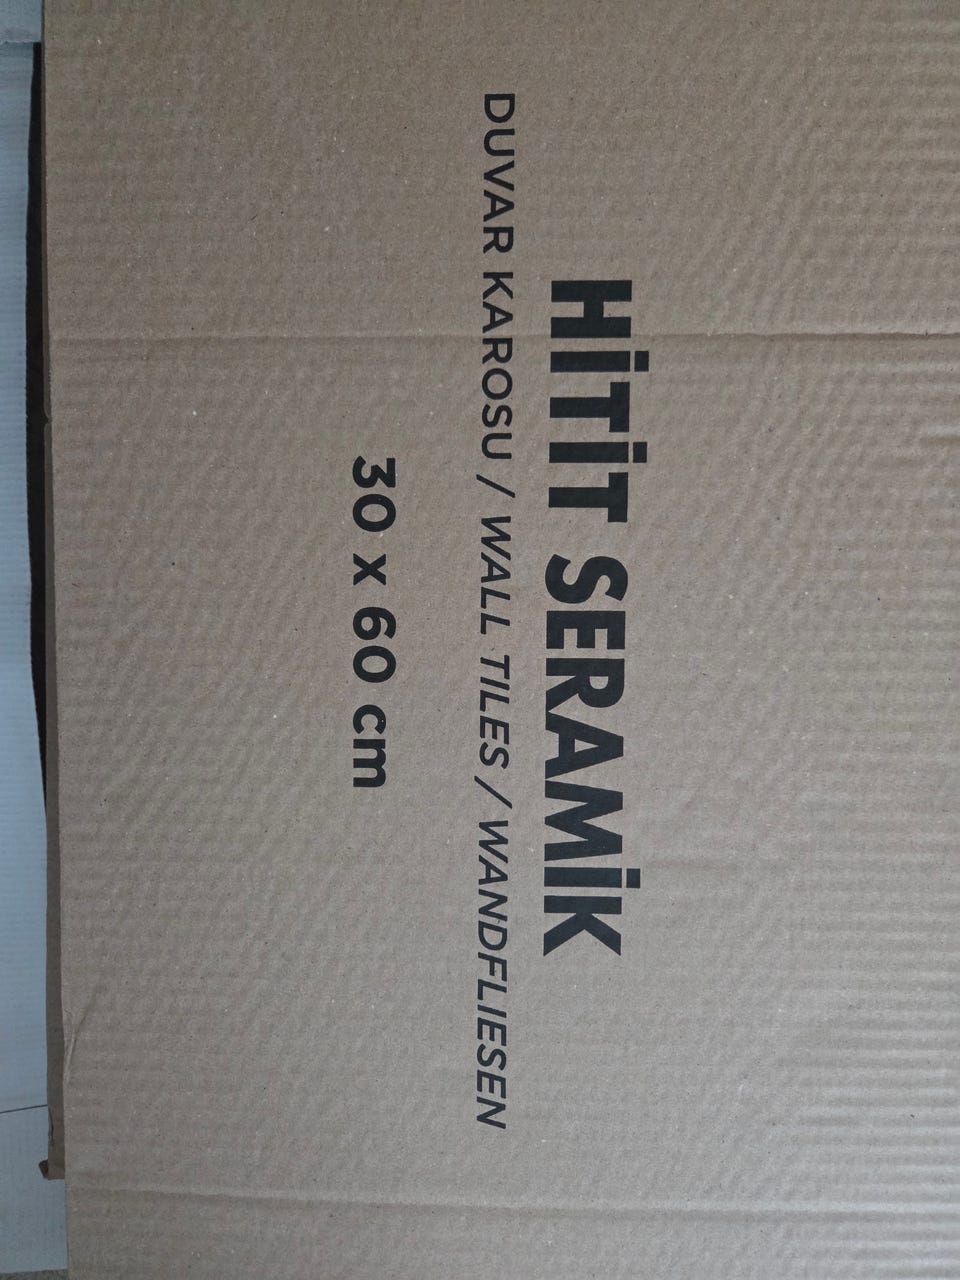 HİTİT SERAMİK
DUVAR KAROSU / WALL TILES / WANDFLIESEN
30 x 60 cm